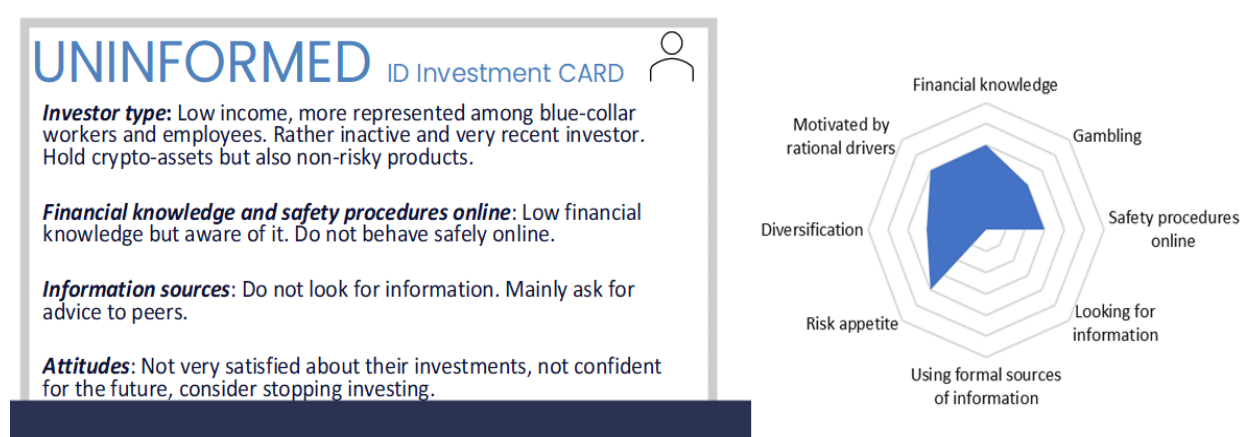 UNINFORMED ID Investment CARD
Investor type: Low income, more represented among blue-collar
workers and employees. Rather inactive and very recent investor.
Hold crypto-assets but also non-risky products.
Financial knowledge and safety procedures online: Low financial
knowledge but aware of it. Do not behave safely online.
Information sources: Do not look for information. Mainly ask for
advice to peers.
Attitudes: Not very satisfied about their investments, not confident
for the future, consider stopping investing.
Financial knowledge
Gambling
Safety procedures
online
Looking for
information
Using formal sources
of information
Risk appetite
Diversification
Motivated by
rational drivers